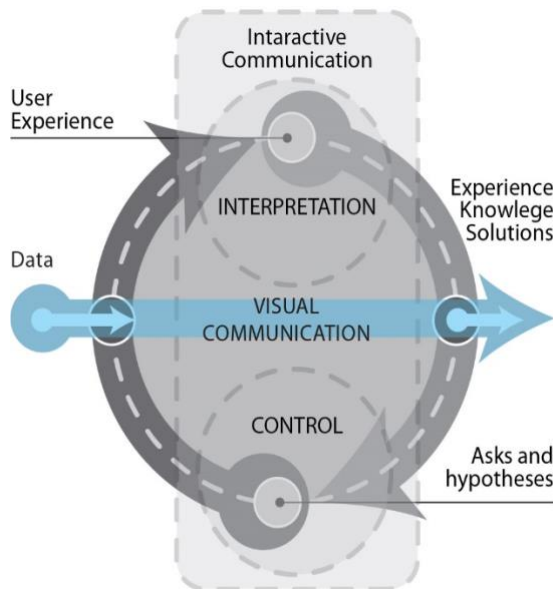 Intaractive
Communication
User
Experience
INTERPRETATION
Experience
Knowlege
Solutions
Data
VISUAL
COMMUNICATION
CONTROL
Asks and
hypotheses